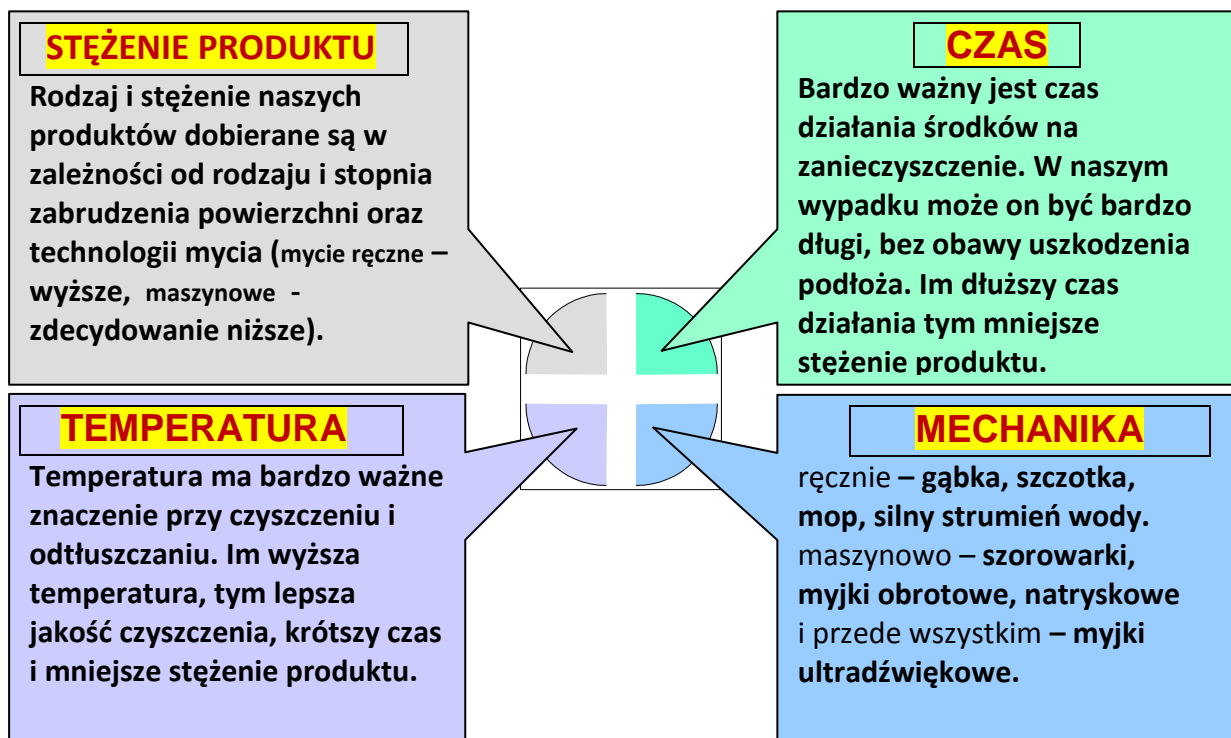 STĘŻENIE PRODUKTU
Rodzaj i stężenie naszych
produktów dobierane są w
zależności od rodzaju i stopnia
zabrudzenia powierzchni oraz
technologii mycia (mycie ręczne –
wyższe, maszynowe -
zdecydowanie niższe).
CZAS
Bardzo ważny jest czas
działania środków na
zanieczyszczenie. W naszym
wypadku może on być bardzo
długi, bez obawy uszkodzenia
podłoża. Im dłuższy czas
działania tym mniejsze
stężenie produktu.
TEMPERATURA
Temperatura ma bardzo ważne
znaczenie przy czyszczeniu i
odtłuszczaniu. Im wyższa
temperatura, tym lepsza
jakość czyszczenia, krótszy czas
i mniejsze stężenie produktu.
MECHANIKA
ręcznie – gąbka, szczotka,
mop, silny strumień wody.
maszynowo – szorowarki,
myjki obrotowe, natryskowe
i przede wszystkim – myjki
ultradźwiękowe.